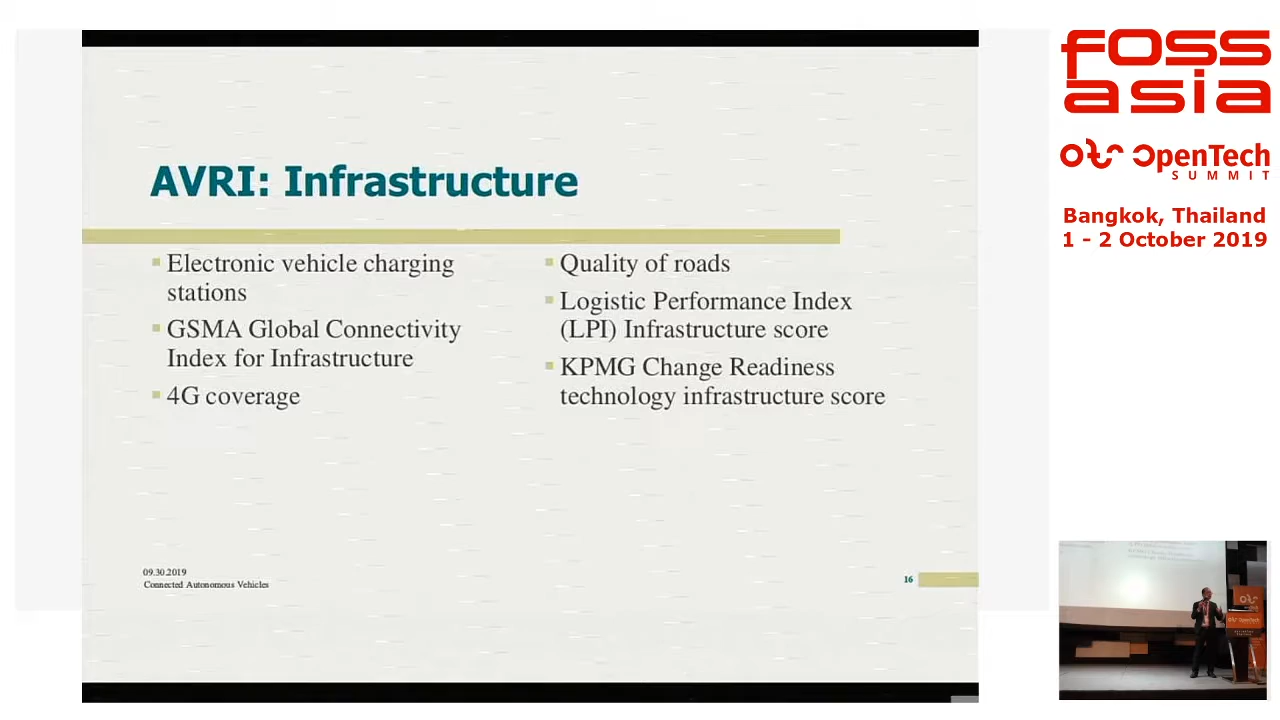 AVRI: Infrastructure
Electronic vehicle charging
stations
GSMA Global Connectivity
Index for Infrastructure
4G coverage
Quality of roads
Logistic Performance Index
(LPI) Infrastructure score
KPMG Change Readiness
technology infrastructure score
09.30.2019
Connected Autonomous Vehicles
16
foss
asia
OpenTech
SUMMIT
Bangkok, Thailand
1 - 2 October 2019